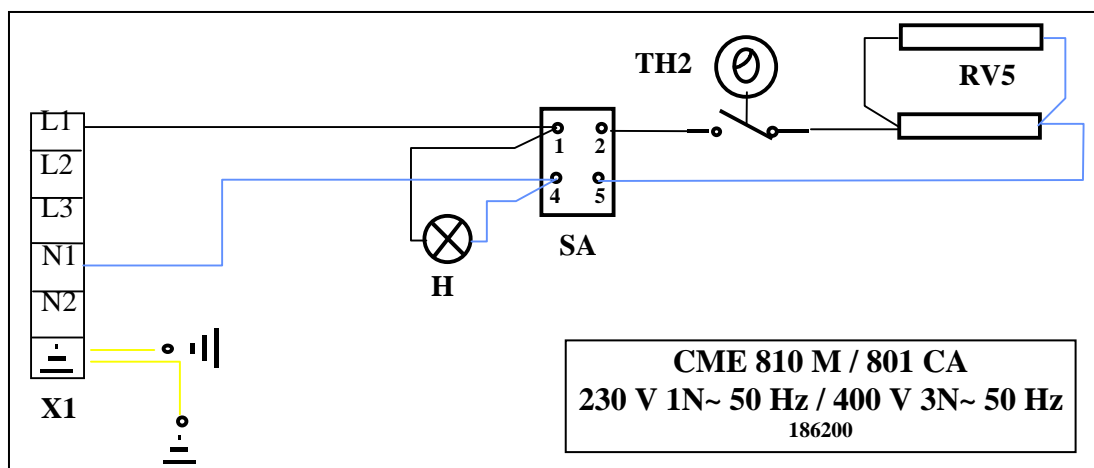 TH2
RV5
L1
L2
L3
N1
N2
X1
1 2
4 5
SA
H
CME 810 M / 801 CA
230 V 1N~ 50 Hz / 400 V 3N~ 50 Hz
186200